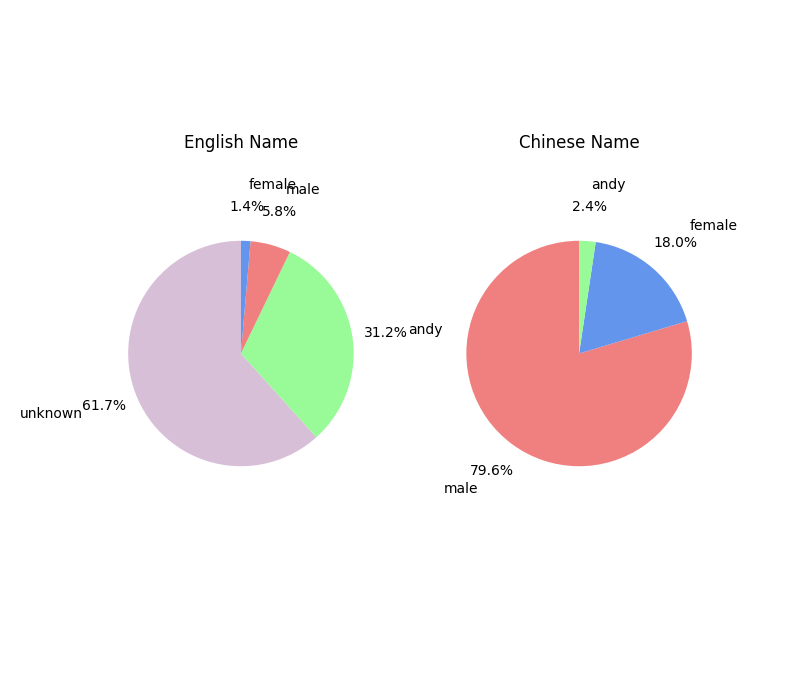 English Name
female
1.4%
male
5.8%
31.2%
andy
61.7%
unknown
Chinese Name
andy
2.4%
female
18.0%
79.6%
male